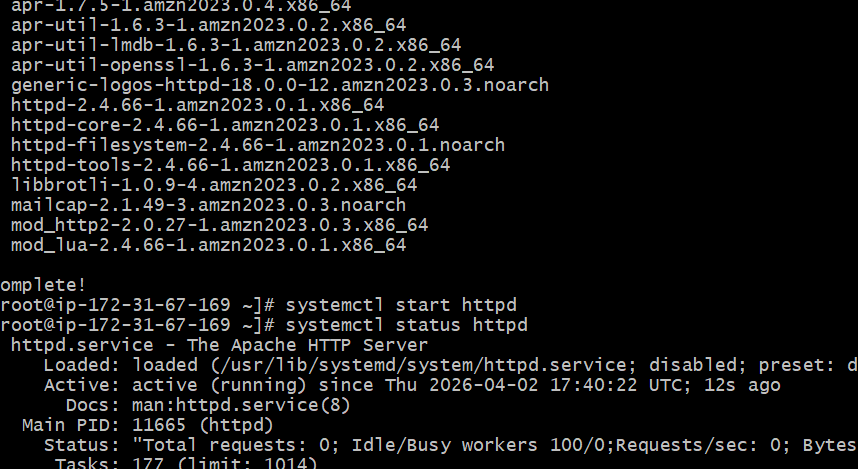 apr-1.7.5-1.amzn2023.0.4.x86_64
apr-util-1.6.3-1.amzn2023.0.2.x86_64
apr-util-lmdb-1.6.3-1.amzn2023.0.2.x86_64
apr-util-openssl-1.6.3-1.amzn2023.0.2.x86_64
generic-logos-httpd-18.0.0-12.amzn2023.0.3.noarch
httpd-2.4.66-1.amzn2023.0.1.x86_64
httpd-core-2.4.66-1.amzn2023.0.1.x86_64
httpd-filesystem-2.4.66-1.amzn2023.0.1.noarch
httpd-tools-2.4.66-1.amzn2023.0.1.x86_64
libbrotli-1.0.9-4.amzn2023.0.2.x86_64
mailcap-2.1.49-3.amzn2023.0.3.noarch
mod_http2-2.0.27-1.amzn2023.0.3.x86_64
mod_lua-2.4.66-1.amzn2023.0.1.x86_64
omplete!
root@ip-172-31-67-169 ~]# systemctl start httpd
root@ip-172-31-67-169 ~]# systemctl status httpd
httpd.service - The Apache HTTP Server
Loaded: loaded (/usr/lib/systemd/system/httpd.service; disabled; preset: d
Active: active (running) since Thu 2026-04-02 17:40:22 UTC; 12s ago
Docs: man:httpd.service(8)
Main PID: 11665 (httpd)
Status: "Total requests: 0; Idle/Busy workers 100/0;Requests/sec: 0; Bytes
Tasks: 177 (limit: 1014)